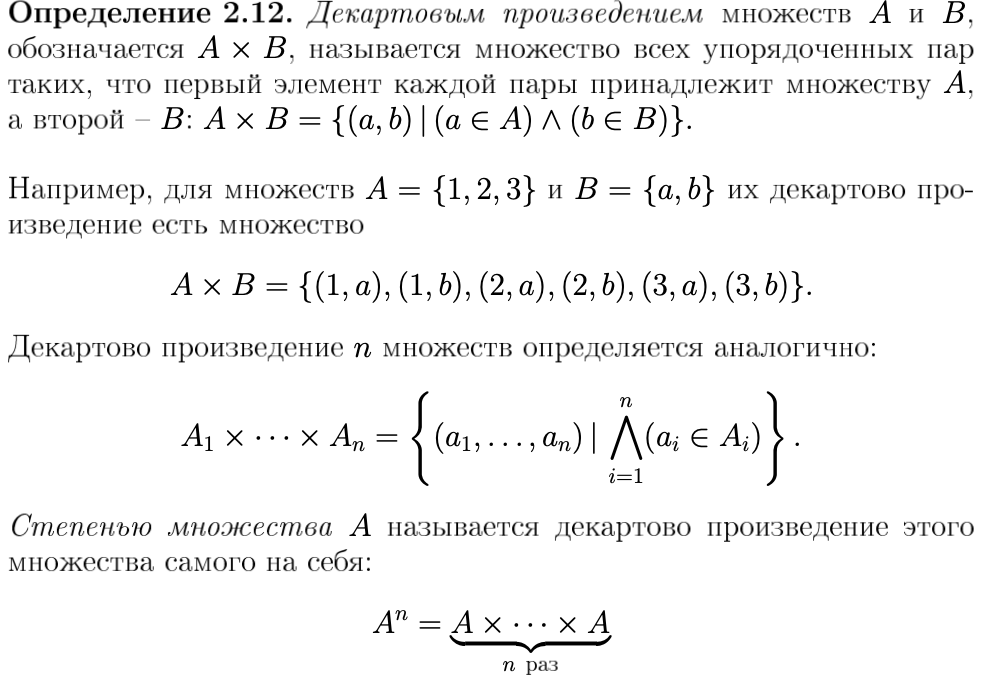 Определение 2.12. Декартовым произведением множеств A и B,
обозначается A × B, называется множество всех упорядоченных пар
таких, что первый элемент каждой пары принадлежит множеству A,
а второй – B: A × B = {(a, b) | (a ∈ A) ∧ (b ∈ B)}.
Например, для множеств A = {1, 2, 3} и B = {a, b} их декартово про-
изведение есть множество
A × B = {(1, a), (1, b), (2, a), (2, b), (3, a), (3, b)}.
Декартово произведение n множеств определяется аналогично:
A₁ × ⋯ × Aₙ = {(a₁, …, aₙ) | ⋀ⁿᵢ₌₁(aᵢ ∈ Aᵢ)}.
Степенью множества A называется декартово произведение этого
множества самого на себя:
Aⁿ = A × ⋯ × A
n раз